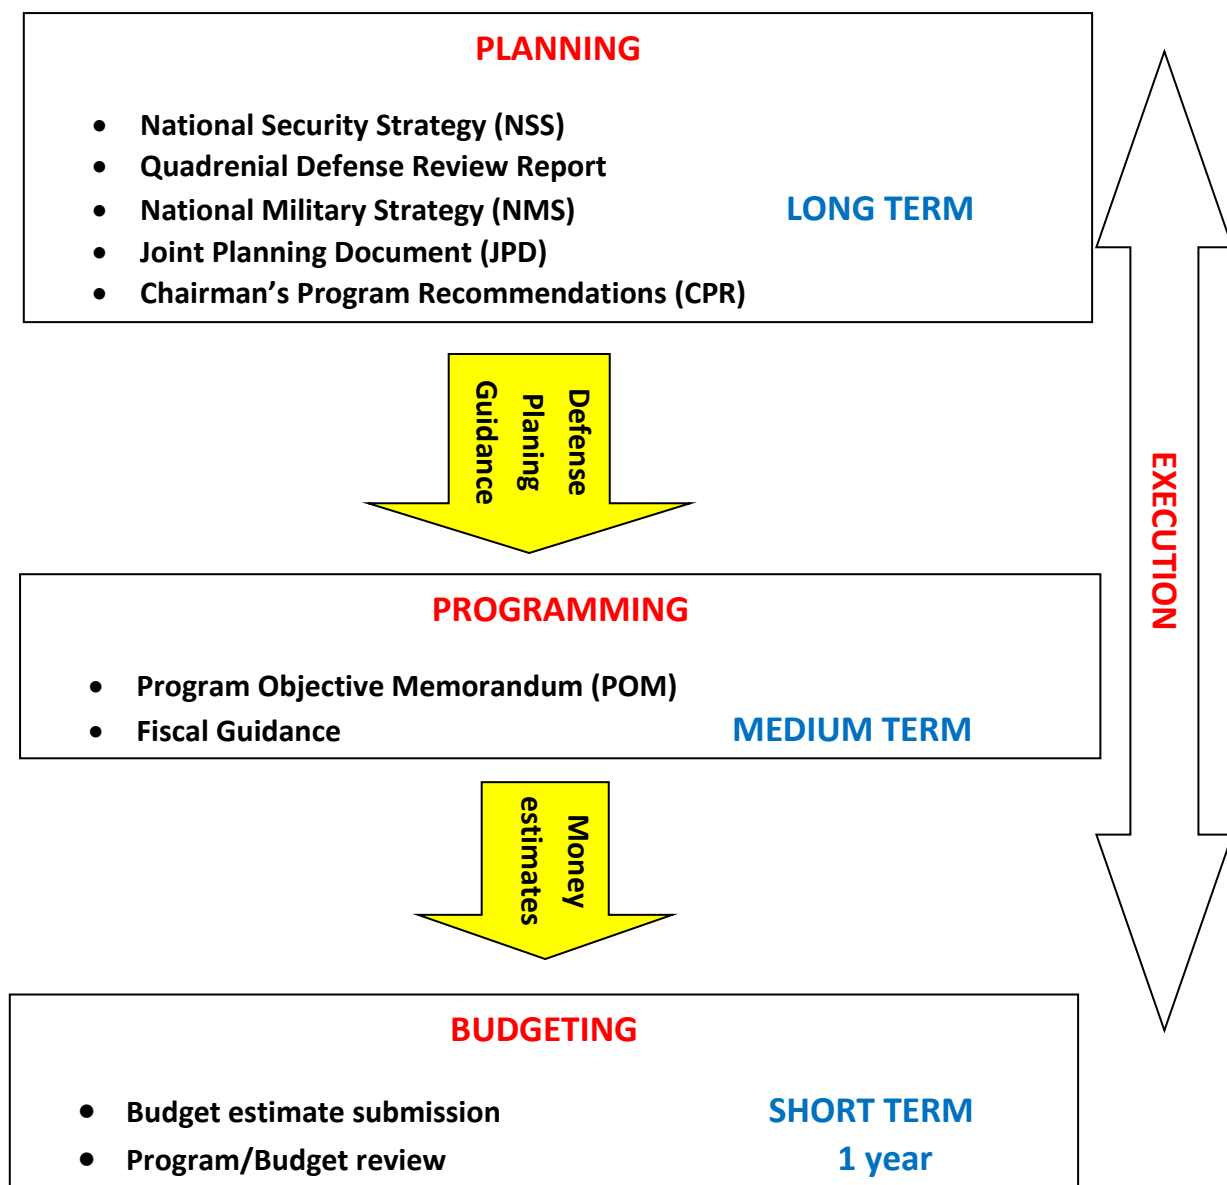 PLANNING
• National Security Strategy (NSS)
• Quadrenial Defense Review Report
• National Military Strategy (NMS)
LONG TERM
• Joint Planning Document (JPD)
• Chairman’s Program Recommendations (CPR)
Defense
Planing
Guidance
EXECUTION
PROGRAMMING
• Program Objective Memorandum (POM)
• Fiscal Guidance
MEDIUM TERM
Money
estimates
BUDGETING
• Budget estimate submission
SHORT TERM
• Program/Budget review
1 year